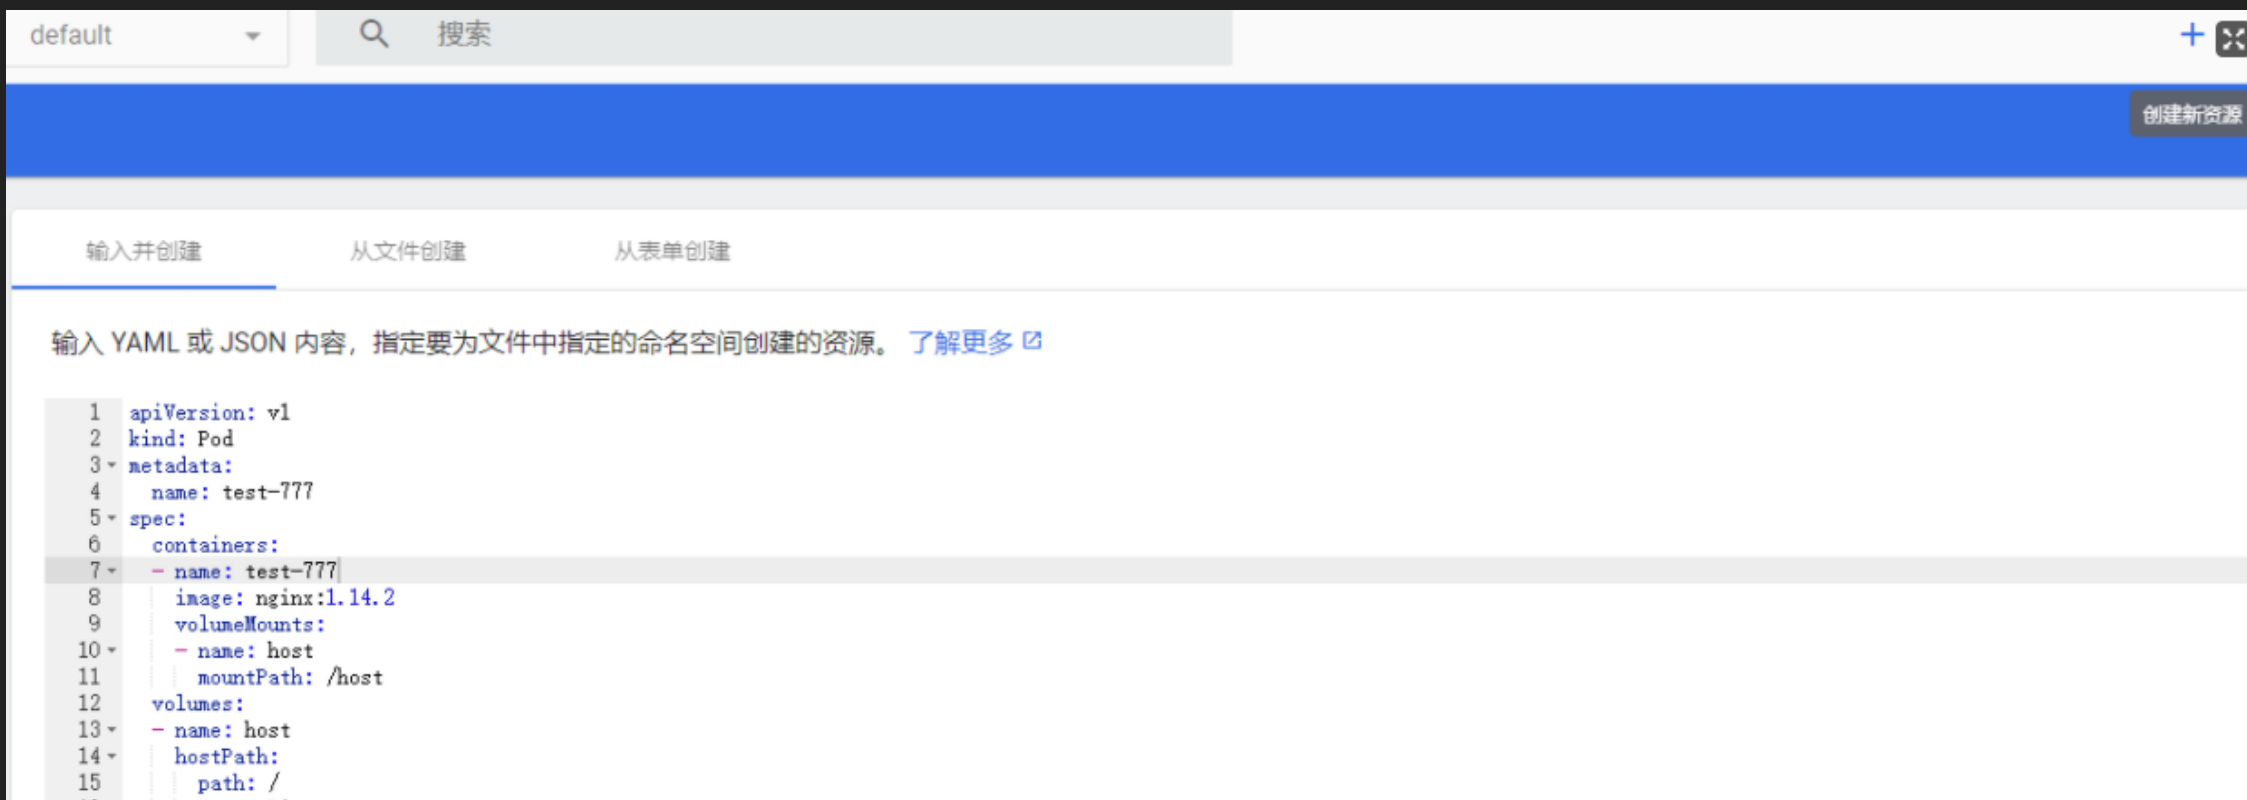 default 搜索
创建新资源
输入并创建 从文件创建 从表单创建
输入 YAML 或 JSON 内容，指定要为文件中指定的命名空间创建的资源。 了解更多
1 apiVersion: v1
2 kind: Pod
3 metadata:
4 name: test-777
5 spec:
6 containers:
7 - name: test-777
8 image: nginx:1.14.2
9 volumeMounts:
10 - name: host
11 mountPath: /host
12 volumes:
13 - name: host
14 hostPath:
15 path: /